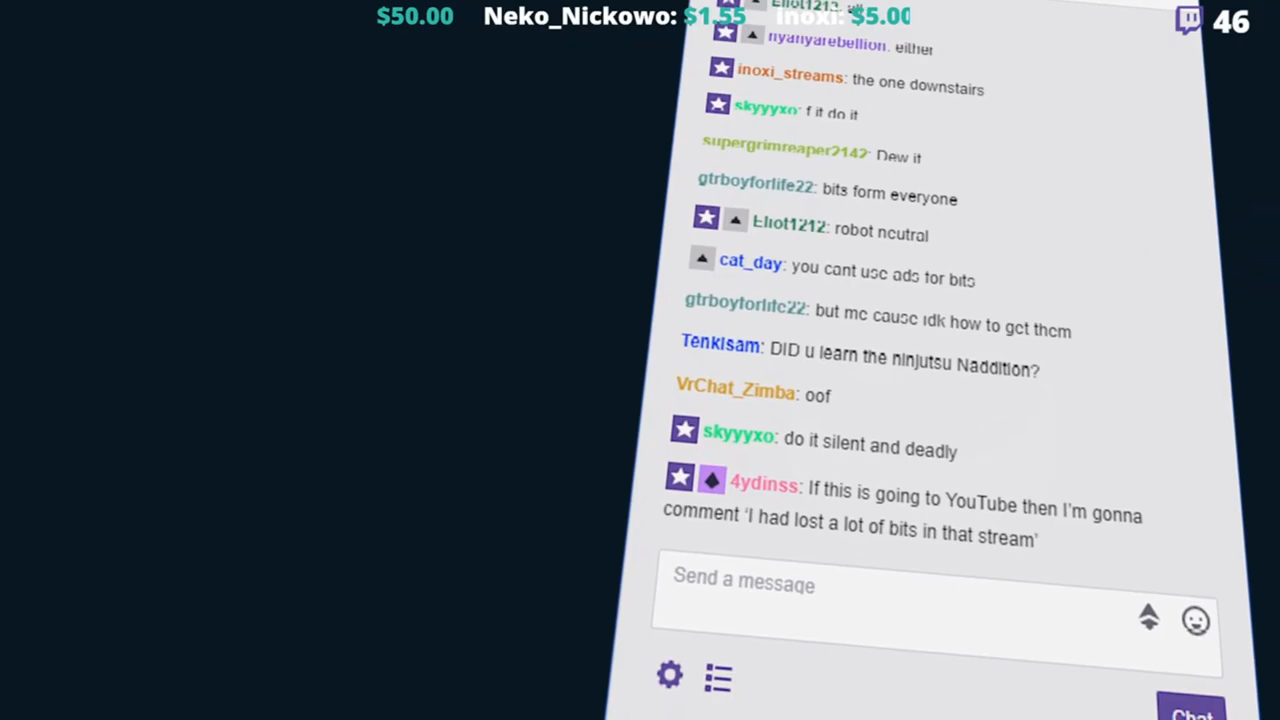 $50.00 Neko_Nickowo: $1.55 Inoxi: $5.00
46
Eliot1212:
nyanyarebellion: either
inoxi_streams: the one downstairs
skyyyxo: f it do it
supergrimreaper2142: Dew it
gtrboyforlife22: bits form everyone
Eliot1212: robot neutral
cat_day: you cant use ads for bits
gtrboyforlife22: but me cause idk how to get them
Tenkisam: DID u learn the ninjutsu Naddition?
VrChat_Zimba: oof
skyyyxo: do it silent and deadly
4ydinss: If this is going to YouTube then I'm gonna
comment 'I had lost a lot of bits in that stream'
Send a message
Chat